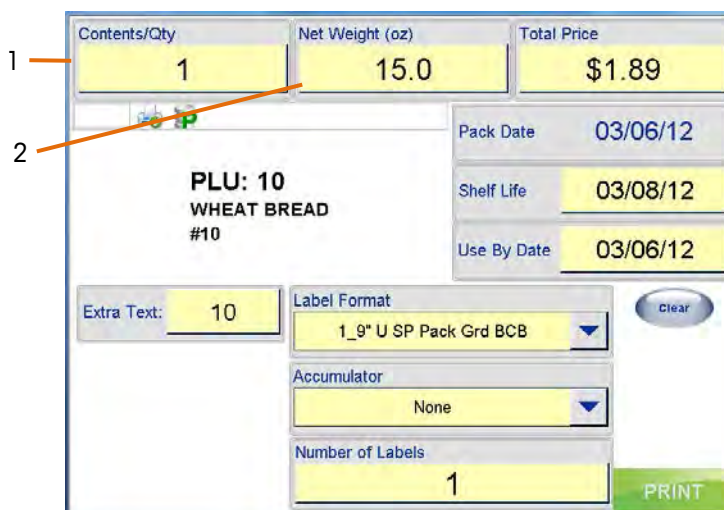 Contents/Qty Net Weight (oz) Total Price
1 1 15.0 $1.89
2
Pack Date 03/06/12
PLU: 10
WHEAT BREAD
#10
Shelf Life 03/08/12
Use By Date 03/06/12
Extra Text: 10
Label Format
1_9" U SP Pack Grd BCB
Clear
Accumulator
None
Number of Labels
1
PRINT